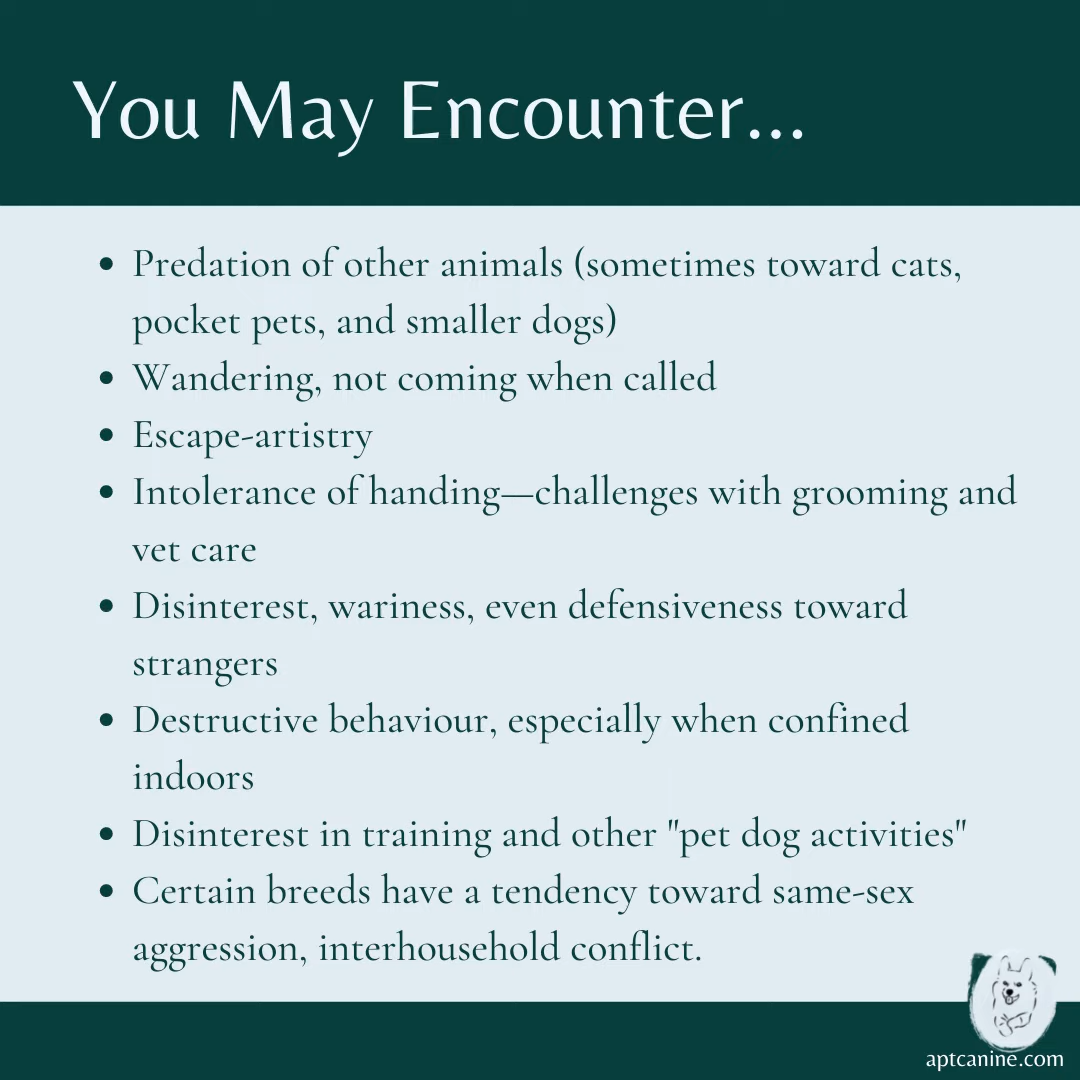 You May Encounter...
• Predation of other animals (sometimes toward cats,
pocket pets, and smaller dogs)
• Wandering, not coming when called
• Escape-artistry
• Intolerance of handing—challenges with grooming and
vet care
• Disinterest, wariness, even defensiveness toward
strangers
• Destructive behaviour, especially when confined
indoors
• Disinterest in training and other "pet dog activities"
• Certain breeds have a tendency toward same-sex
aggression, interhousehold conflict.
aptcanine.com